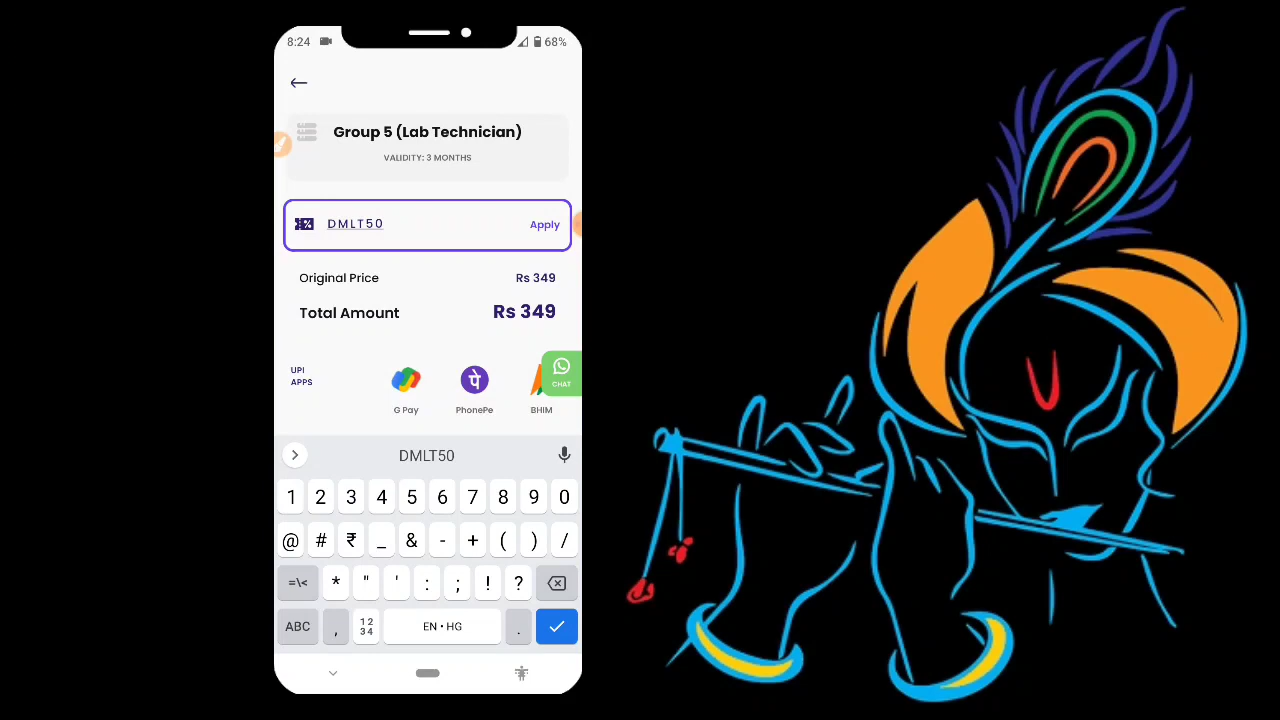 8:24 68%
Group 5 (Lab Technician)
VALIDITY: 3 MONTHS
DMLT50 Apply
Original Price Rs 349
Total Amount Rs 349
UPI
APPS
पे
CHAT
G Pay PhonePe BHIM
DMLT50
1 2 3 4 5 6 7 8 9 0
@ # ₹ _ & - + ( ) /
=\< * " ' : ; ! ?
ABC , 12 34 EN • HG .